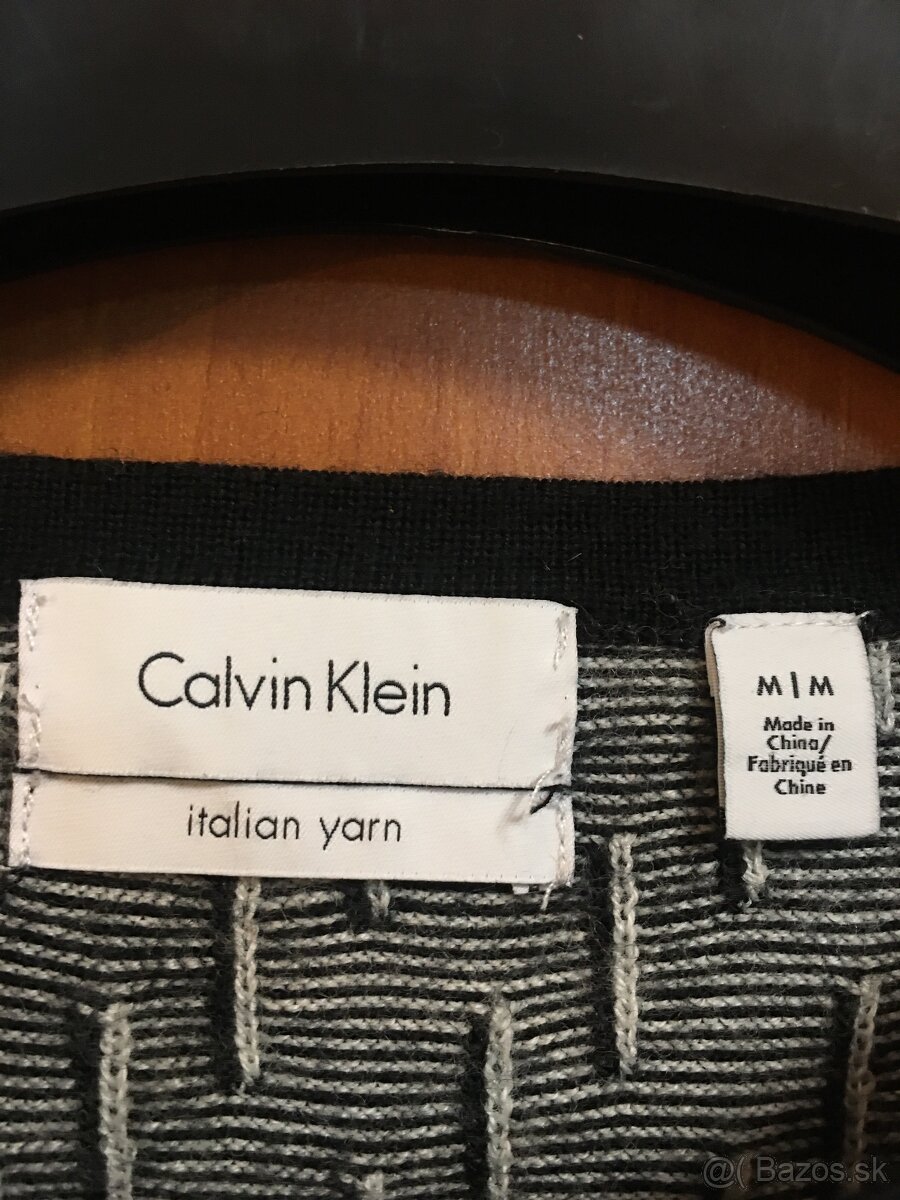 Calvin Klein
italian yarn
M | M
Made in
China/
Fabriqué en
Chine
@( Bazos.sk